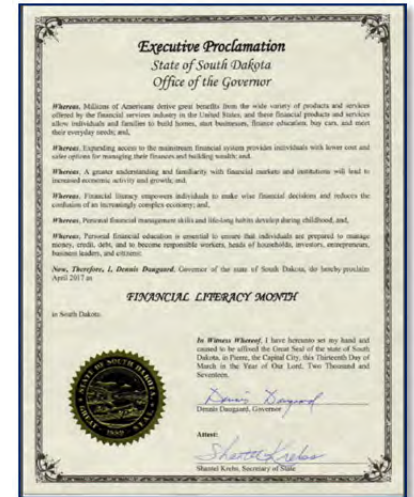 Executive Proclamation
State of South Dakota
Office of the Governor
Whereas, Millions of Americans derive great benefits from the wide variety of products and services
offered by the financial services industry in the United States, and these financial products and services
allow individuals and families to build homes, start businesses, finance education, buy cars, and meet
their everyday needs; and,
Whereas, Expanding access to the mainstream financial system provides individuals with lower cost and
safer options for managing their finances and building wealth; and,
Whereas, A greater understanding and familiarity with financial markets and institutions will lead to
increased economic activity and growth; and,
Whereas, Financial literacy empowers individuals to make wise financial decisions and reduces the
confusion of an increasingly complex economy; and,
Whereas, Personal financial management skills and life-long habits develop during childhood, and,
Whereas, Personal financial education is essential to ensure that individuals are prepared to manage
money, credit, debt, and to become responsible workers, heads of households, investors, entrepreneurs,
business leaders, and citizens:
Now, Therefore, I, Dennis Daugaard, Governor of the state of South Dakota, do hereby proclaim
April 2017 as
FINANCIAL LITERACY MONTH
in South Dakota.
In Witness Whereof, I have hereunto set my hand and
caused to be affixed the Great Seal of the state of South
Dakota, in Pierre, the Capital City, this Thirteenth Day of
March in the Year of Our Lord, Two Thousand and
Seventeen.
Dennis Daugaard
Dennis Daugaard, Governor
Attest:
Shantel Krebs
Shantel Krebs, Secretary of State
STATE OF SOUTH DAKOTA
GREAT SEAL
1889